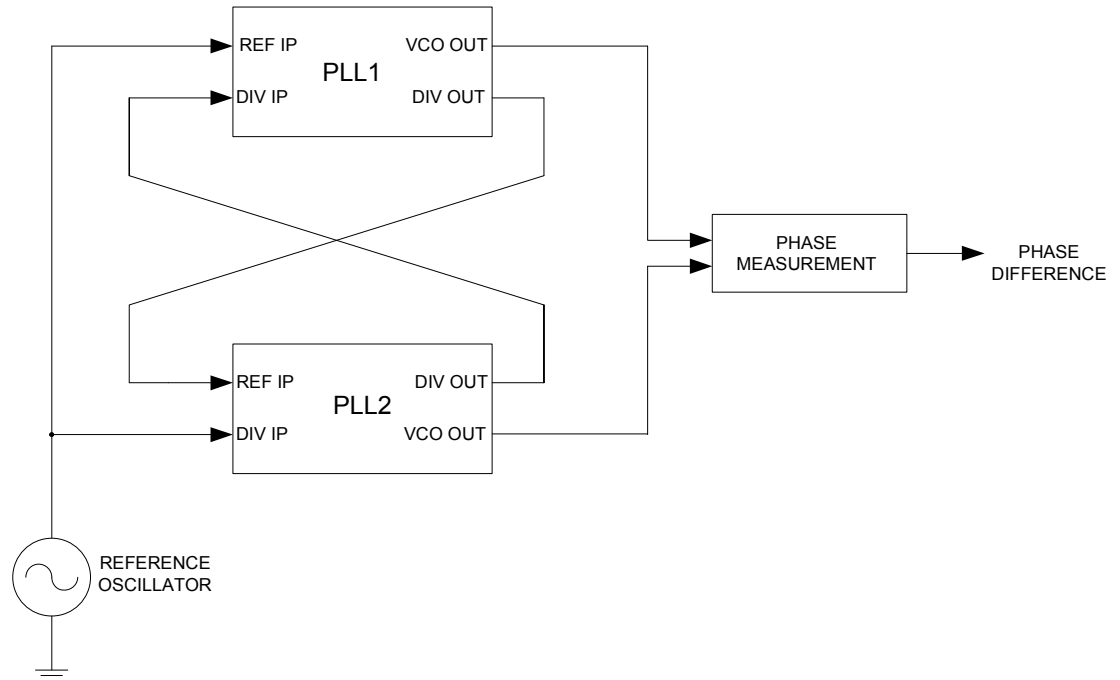 REF IP
VCO OUT
PLL1
DIV IP
DIV OUT
PHASE
MEASUREMENT
PHASE
DIFFERENCE
REF IP
DIV OUT
PLL2
DIV IP
VCO OUT
REFERENCE
OSCILLATOR